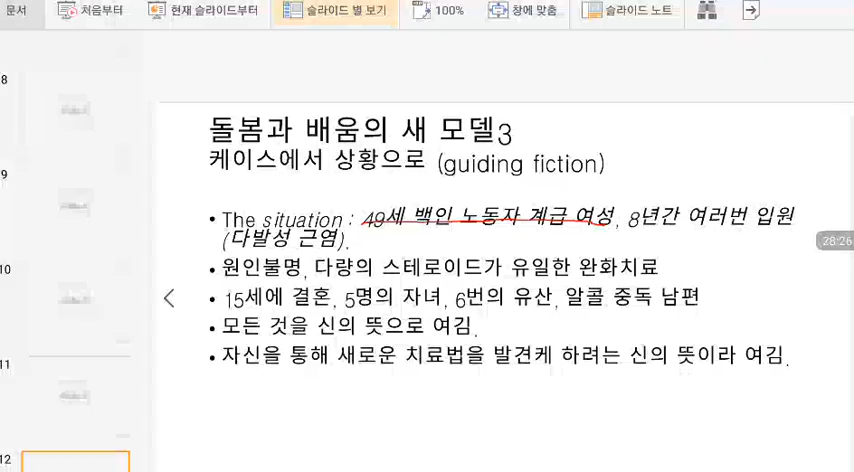 문서
처음부터
현재 슬라이드부터
슬라이드 별 보기
100%
창에 맞춤
슬라이드 노트
8
9
10
11
12
돌봄과 배움의 새 모델3
케이스에서 상황으로 (guiding fiction)
• The situation : 49세 백인 노동자 계급 여성, 8년간 여러번 입원
(다발성 근염).
• 원인불명, 다량의 스테로이드가 유일한 완화치료
• 15세에 결혼, 5명의 자녀, 6번의 유산, 알콜 중독 남편
• 모든 것을 신의 뜻으로 여김.
• 자신을 통해 새로운 치료법을 발견케 하려는 신의 뜻이라 여김.
28:26